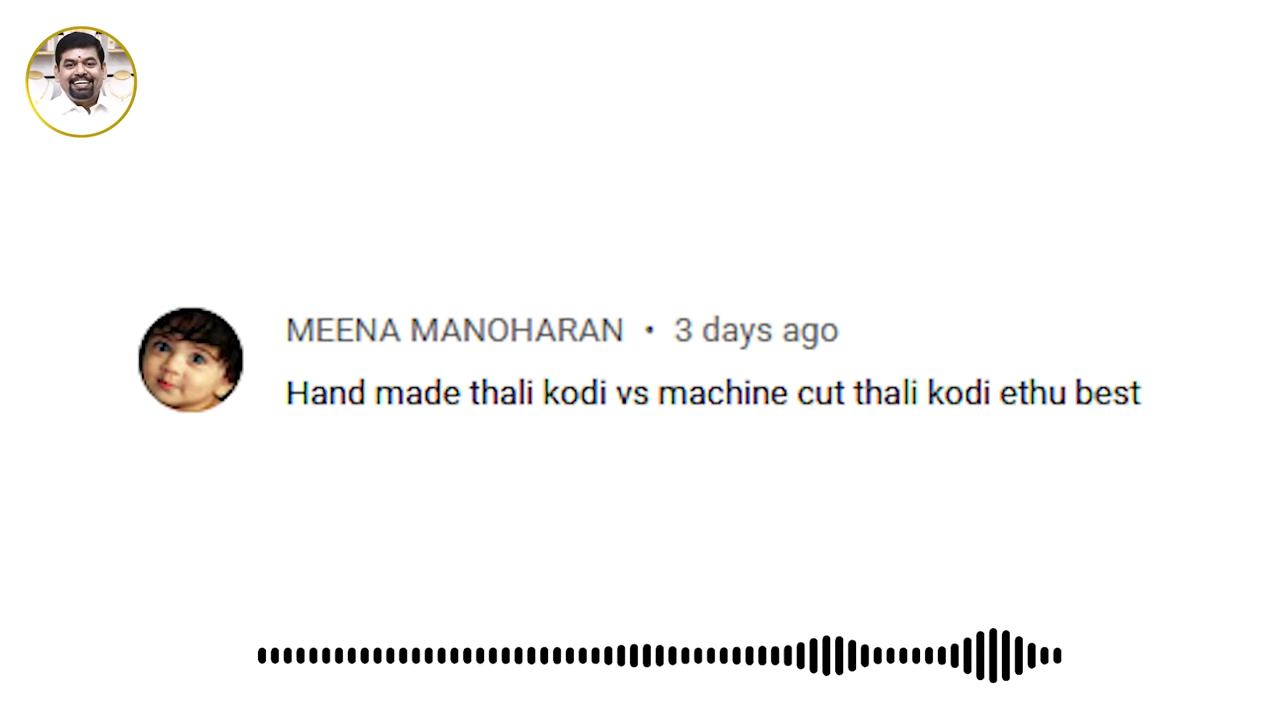 MEENA MANOHARAN • 3 days ago
Hand made thali kodi vs machine cut thali kodi ethu best